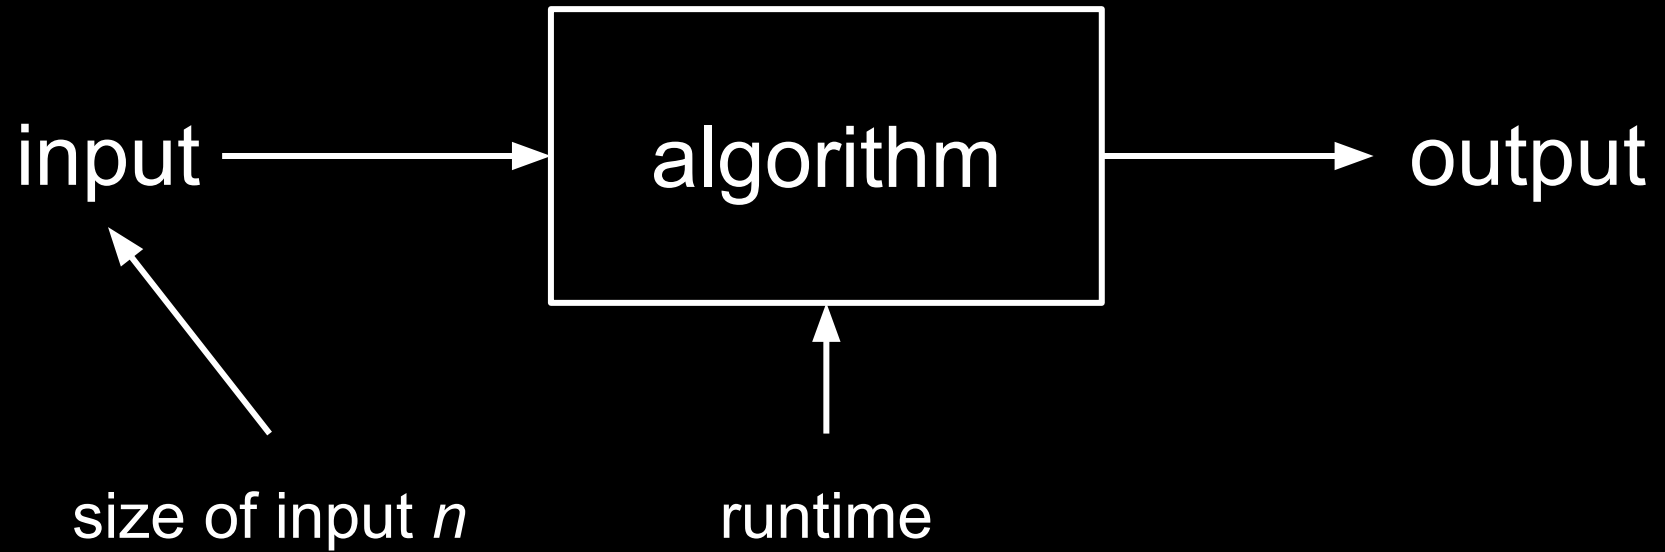 input
algorithm
output
size of input n
runtime